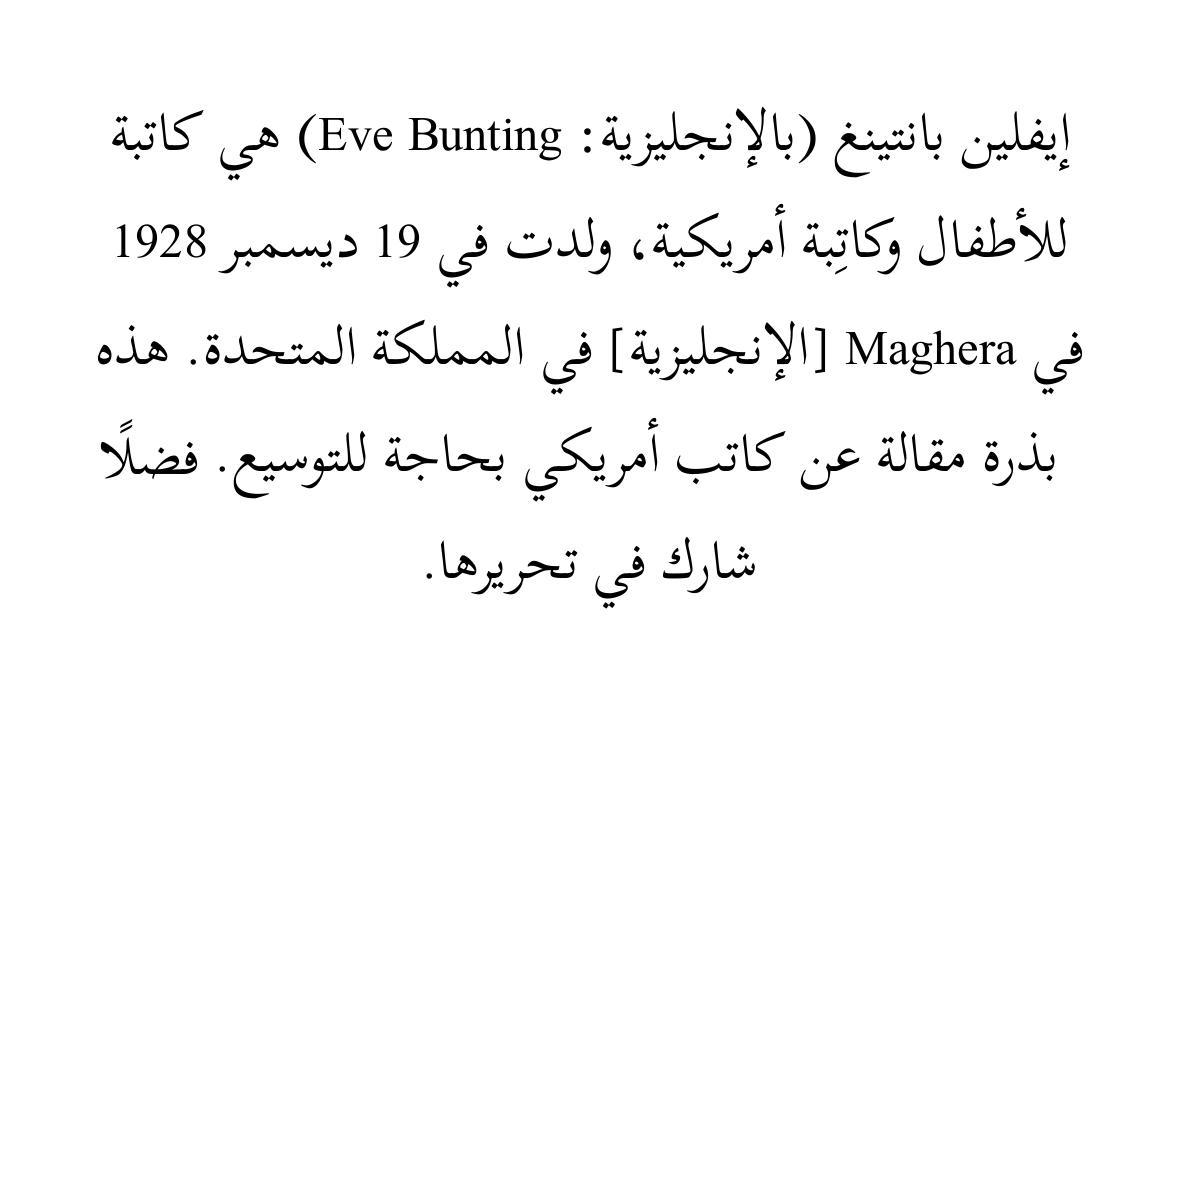 إيفلين بانتينغ (بالإنجليزية: Eve Bunting) هي كاتبة
للأطفال وكاتِبة أمريكية، ولدت في 19 ديسمبر 1928
في Maghera [الإنجليزية] في المملكة المتحدة. هذه
بذرة مقالة عن كاتب أمريكي بحاجة للتوسيع. فضلًا
شارك في تحريرها.